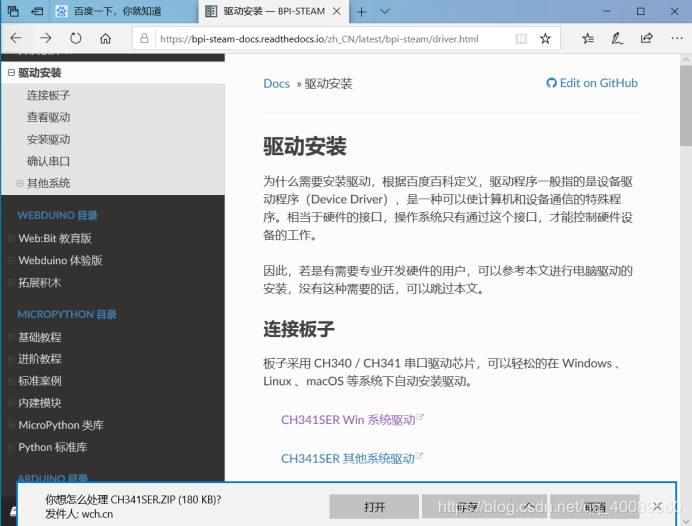 百度一下，你就知道
驱动安装 — BPI-STEAM
https://bpi-steam-docs.readthedocs.io/zh_CN/latest/bpi-steam/driver.html
驱动安装
连接板子
查看驱动
安装驱动
确认串口
其他系统
WEBDUINO 目录
Web:Bit 教育版
Webduino 体验版
拓展积木
MICROPYTHON 目录
基础教程
进阶教程
标准案例
内建模块
MicroPython 类库
Python 标准库
ARDUINO 目录
Docs » 驱动安装
Edit on GitHub
驱动安装
为什么需要安装驱动，根据百度百科定义，驱动程序一般指的是设备驱
动程序（Device Driver），是一种可以使计算机和设备通信的特殊程
序。相当于硬件的接口，操作系统只有通过这个接口，才能控制硬件设
备的工作。
因此，若是有需要专业开发硬件的用户，可以参考本文进行电脑驱动的
安装，没有这种需要的话，可以跳过本文。
连接板子
板子采用 CH340 / CH341 串口驱动芯片，可以轻松的在 Windows 、
Linux 、macOS 等系统下自动安装驱动。
CH341SER Win 系统驱动
CH341SER 其他系统驱动
你想怎么处理 CH341SER.ZIP (180 KB)?
发件人: wch.cn
打开
保存
取消